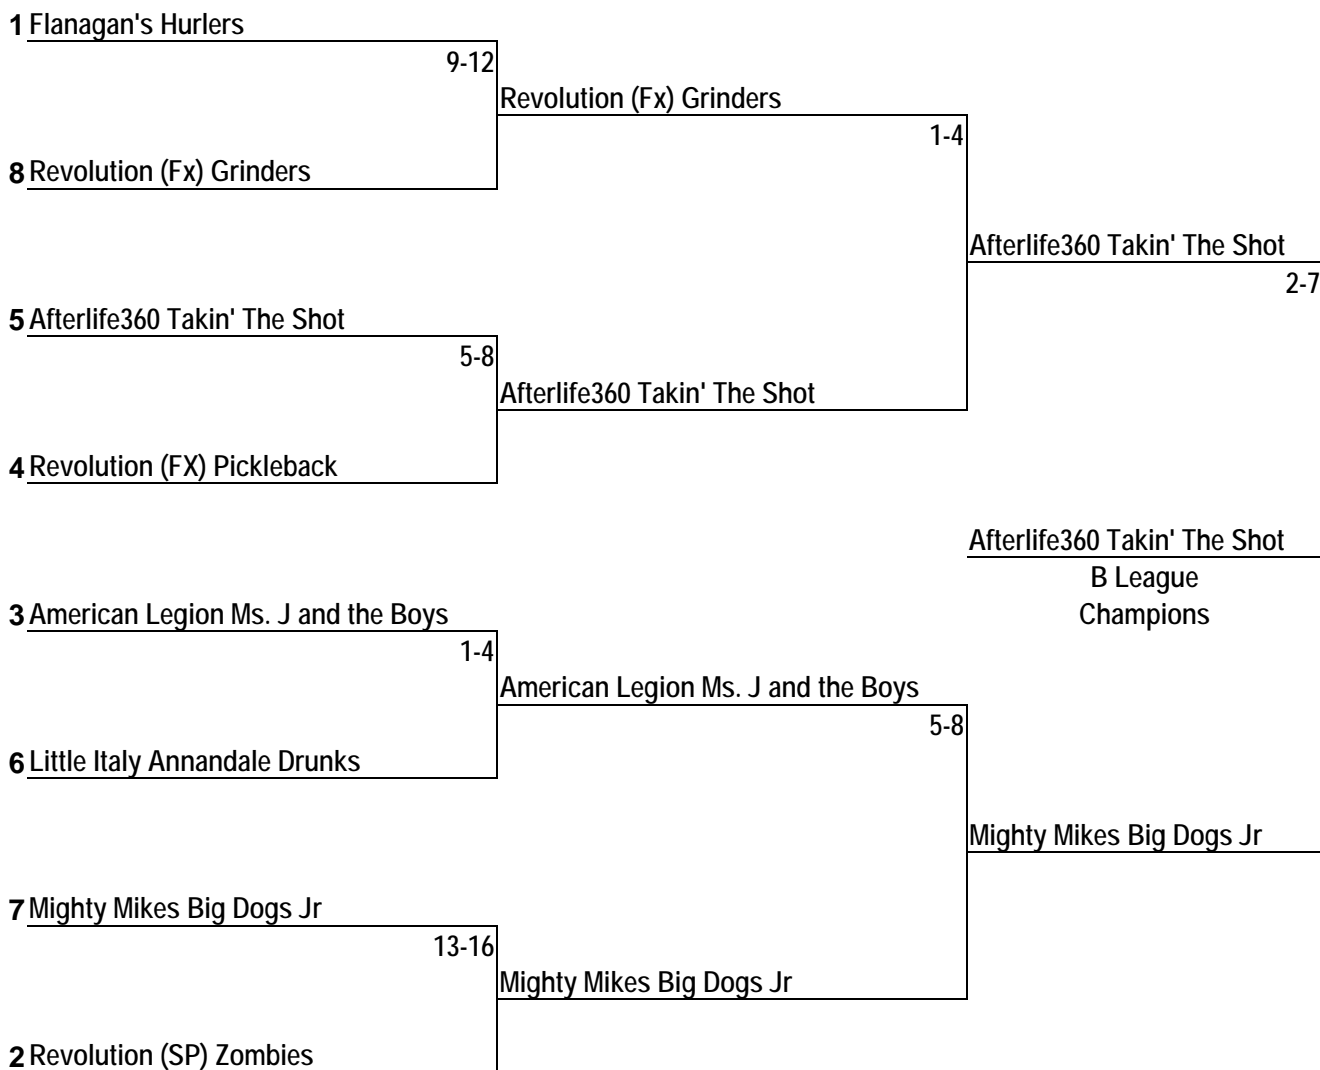 1 Flanagan's Hurlers
9-12
Revolution (Fx) Grinders
1-4
8 Revolution (Fx) Grinders
Afterlife360 Takin' The Shot
2-7
5 Afterlife360 Takin' The Shot
5-8
Afterlife360 Takin' The Shot
4 Revolution (FX) Pickleback
Afterlife360 Takin' The Shot
B League
Champions
3 American Legion Ms. J and the Boys
1-4
American Legion Ms. J and the Boys
5-8
6 Little Italy Annandale Drunks
Mighty Mikes Big Dogs Jr
7 Mighty Mikes Big Dogs Jr
13-16
Mighty Mikes Big Dogs Jr
2 Revolution (SP) Zombies